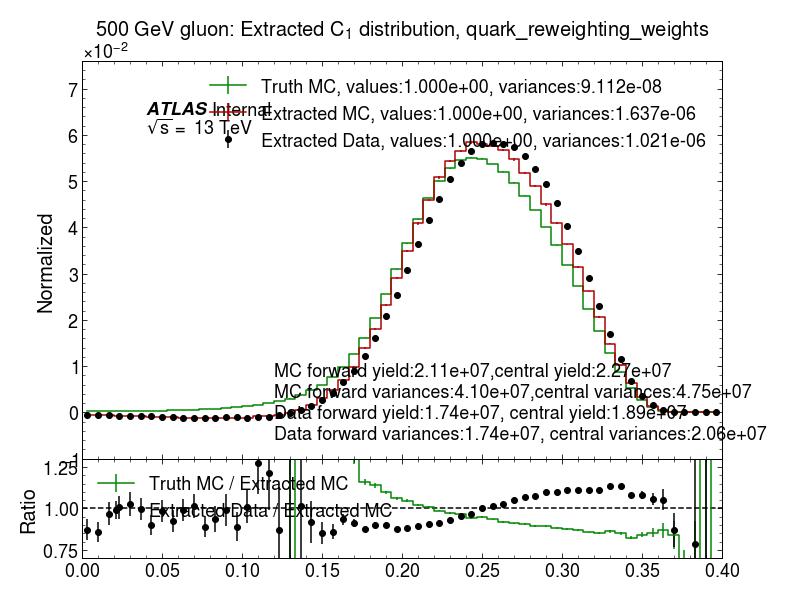 500 GeV gluon: Extracted C₁ distribution, quark_reweighting_weights
×10⁻²
Truth MC, values:1.000e+00, variances:9.112e-08
ATLAS Internal
Extracted MC, values:1.000e+00, variances:1.637e-06
√s = 13 TeV
Extracted Data, values:1.000e+00, variances:1.021e-06
7
6
5
4
3
2
1
0
Normalized
MC forward yield:2.11e+07,central yield:2.27e+07
MC forward variances:4.10e+07,central variances:4.75e+07
Data forward yield:1.74e+07, central yield:1.89e+07
Data forward variances:1.74e+07, central variances:2.06e+07
1.25
1.00
0.75
Ratio
Truth MC / Extracted MC
Extracted Data / Extracted MC
0.00 0.05 0.10 0.15 0.20 0.25 0.30 0.35 0.40